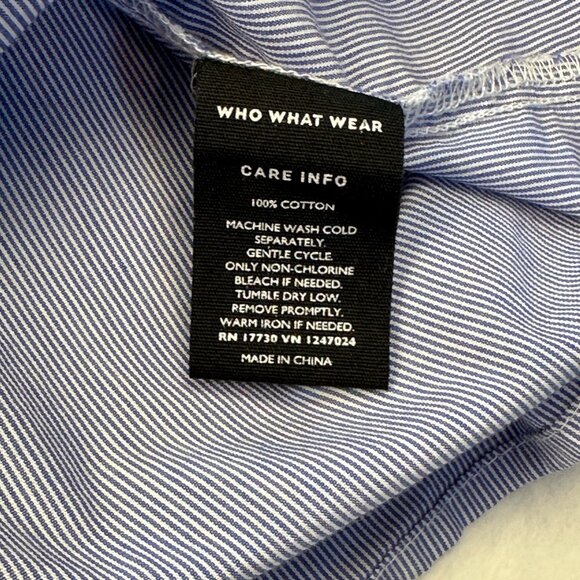 WHO WHAT WEAR
CARE INFO
100% COTTON
MACHINE WASH COLD
SEPARATELY.
GENTLE CYCLE.
ONLY NON-CHLORINE
BLEACH IF NEEDED.
TUMBLE DRY LOW.
REMOVE PROMPTLY.
WARM IRON IF NEEDED.
RN 17730 VN 1247024
MADE IN CHINA